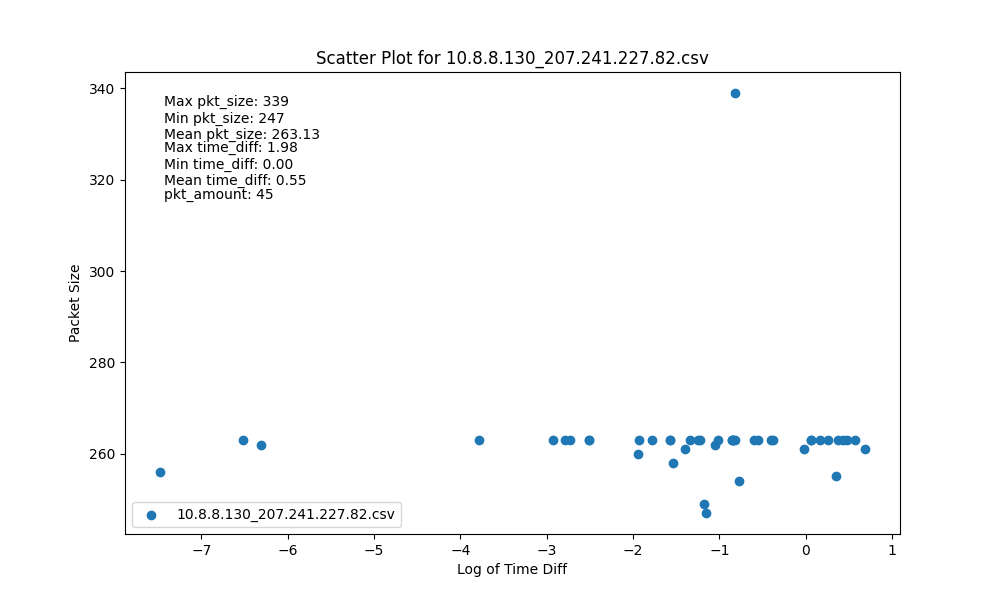 Scatter Plot for 10.8.8.130_207.241.227.82.csv
Max pkt_size: 339
Min pkt_size: 247
Mean pkt_size: 263.13
Max time_diff: 1.98
Min time_diff: 0.00
Mean time_diff: 0.55
pkt_amount: 45
340
320
300
280
260
Packet Size
10.8.8.130_207.241.227.82.csv
−7 −6 −5 −4 −3 −2 −1 0 1
Log of Time Diff